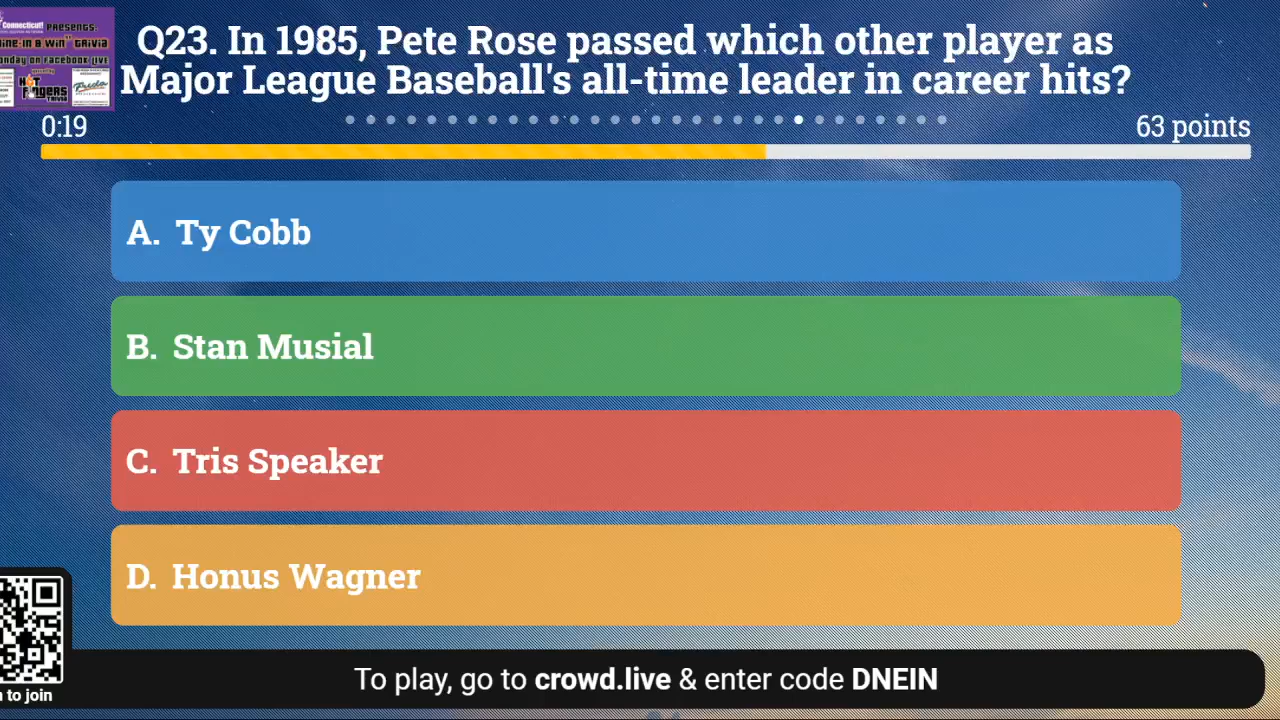 Connecticut!
PRESENTS:
Q23. In 1985, Pete Rose passed which other player as
Major League Baseball's all-time leader in career hits?
0:19
63 points
A. Ty Cobb
B. Stan Musial
C. Tris Speaker
D. Honus Wagner
to join
To play, go to crowd.live & enter code DNEIN